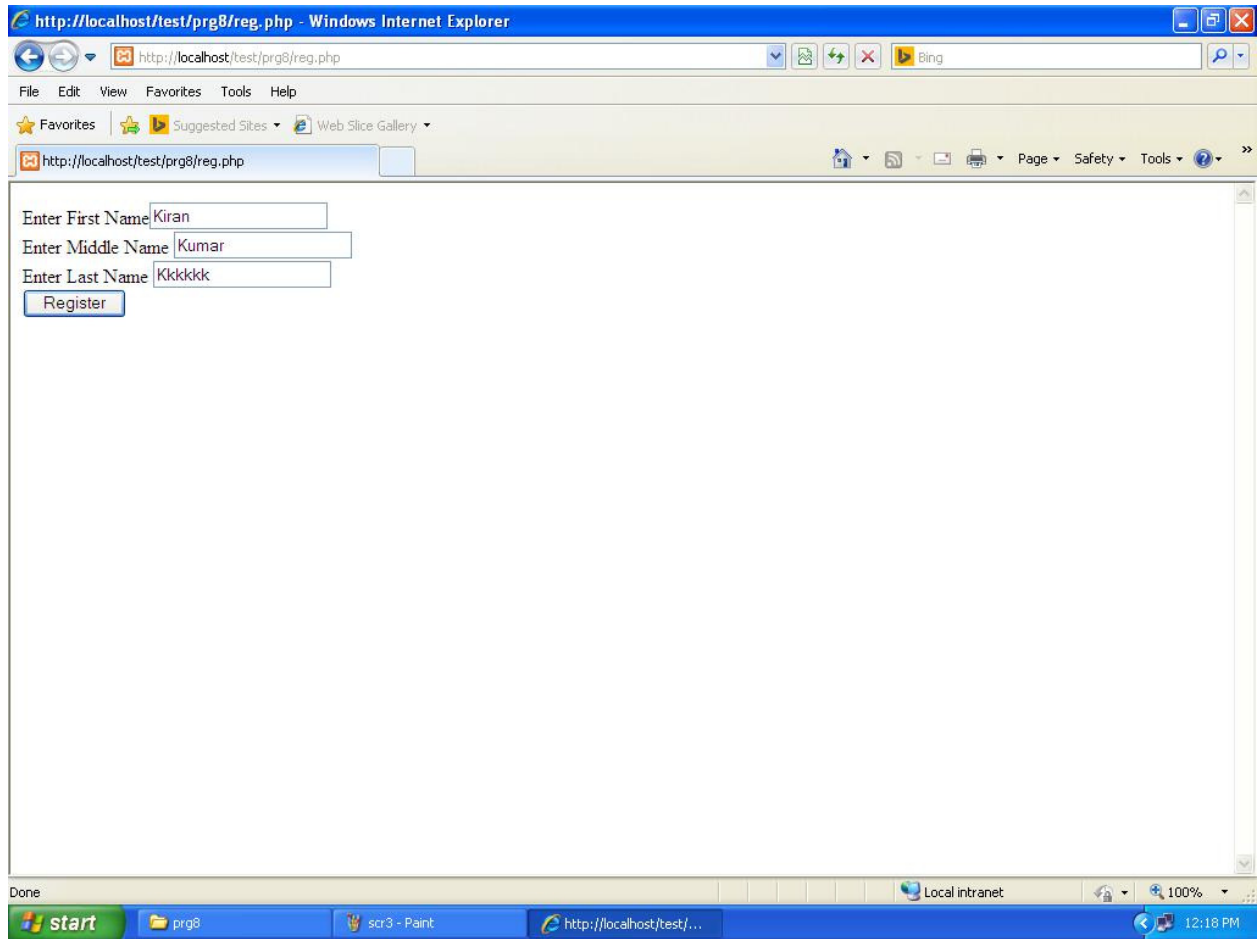 http://localhost/test/prg8/reg.php - Windows Internet Explorer
http://localhost/test/prg8/reg.php
Bing
File Edit View Favorites Tools Help
Favorites Suggested Sites Web Slice Gallery
http://localhost/test/prg8/reg.php
Page Safety Tools
Enter First Name Kiran
Enter Middle Name Kumar
Enter Last Name Kkkkkk
Register
Done Local intranet 100%
start prg8 scr3 - Paint http://localhost/test/... 12:18 PM